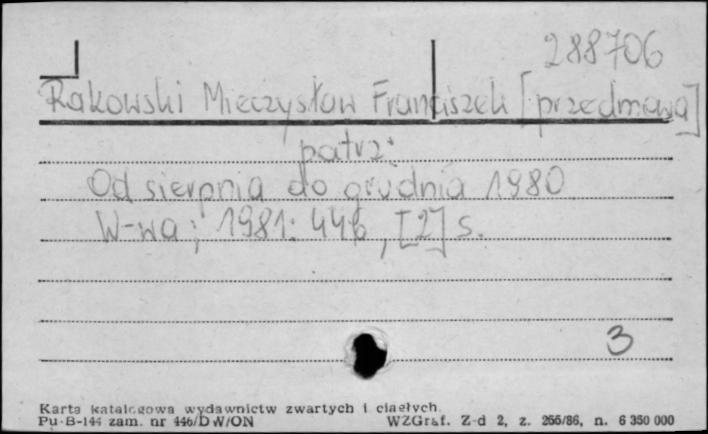 288706
Rakowski Mieczysław Franciszek [przedmowa]
patrz:
Od sierpnia do grudnia 1980
W-wa; 1981: 446, [2] s.
3
Karta katalogowa wydawnictw zwartych i ciągłych
Pu-B-144 zam. nr 446/DW/ON WZGraf. Z-d 2, z. 266/86, n. 6 350 000